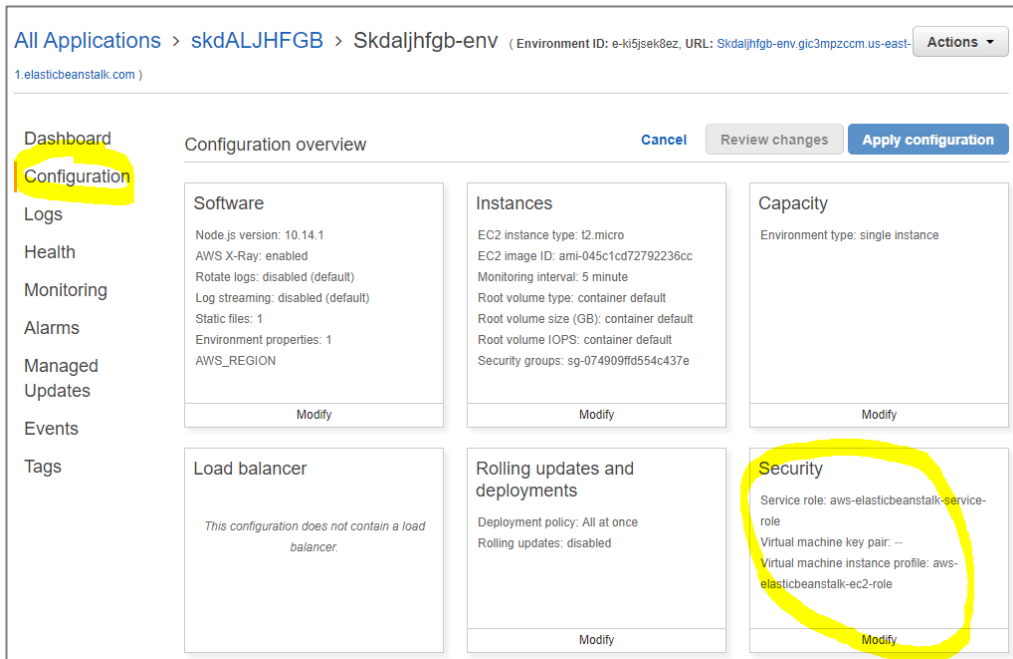 All Applications > skdALJHFGB > Skdaljhfgb-env ( Environment ID: e-ki5jsek8ez, URL: Skdaljhfgb-env.gic3mpzccm.us-east-
1.elasticbeanstalk.com )
Actions
Dashboard
Configuration
Logs
Health
Monitoring
Alarms
Managed
Updates
Events
Tags
Configuration overview
Cancel
Review changes
Apply configuration
Software
Node.js version: 10.14.1
AWS X-Ray: enabled
Rotate logs: disabled (default)
Log streaming: disabled (default)
Static files: 1
Environment properties: 1
AWS_REGION
Modify
Instances
EC2 instance type: t2.micro
EC2 image ID: ami-045c1cd72792236cc
Monitoring interval: 5 minute
Root volume type: container default
Root volume size (GB): container default
Root volume IOPS: container default
Security groups: sg-074909ffd554c437e
Modify
Capacity
Environment type: single instance
Modify
Load balancer
This configuration does not contain a load
balancer.
Rolling updates and
deployments
Deployment policy: All at once
Rolling updates: disabled
Modify
Security
Service role: aws-elasticbeanstalk-service-
role
Virtual machine key pair: --
Virtual machine instance profile: aws-
elasticbeanstalk-ec2-role
Modify